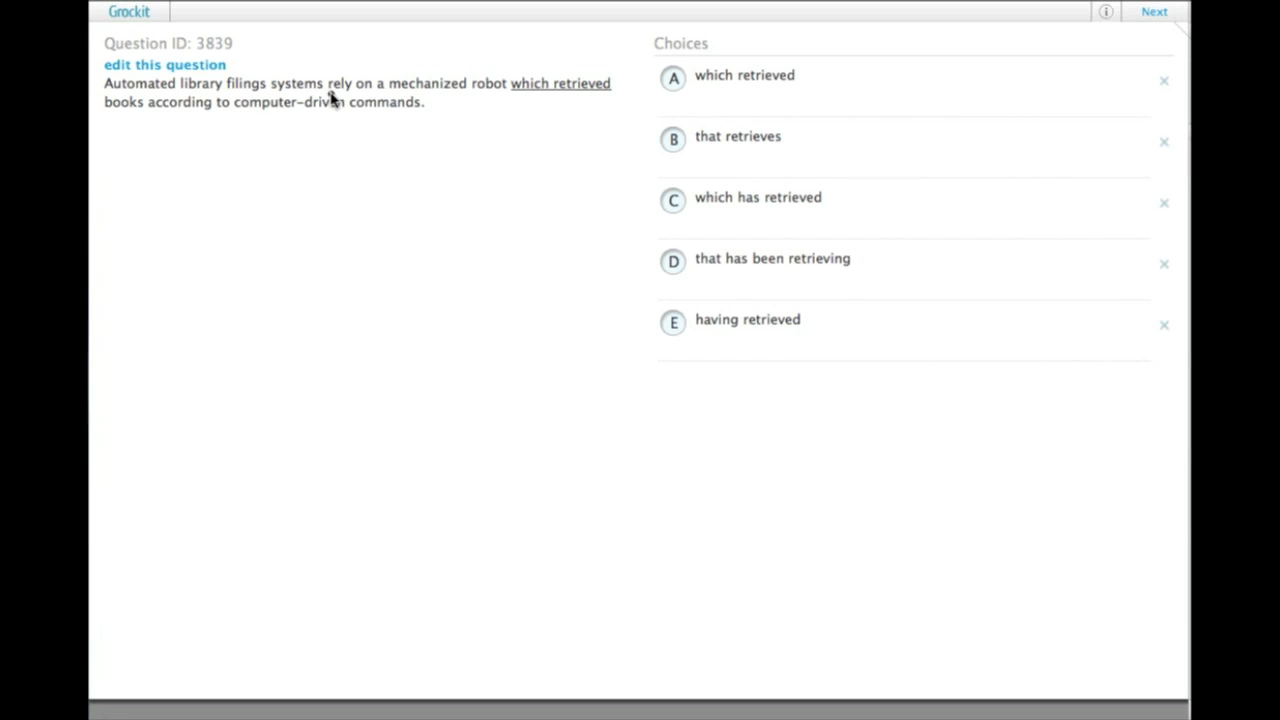 Grockit
i
Next
Question ID: 3839
edit this question
Automated library filings systems rely on a mechanized robot which retrieved
books according to computer-driven commands.
Choices
A which retrieved
B that retrieves
C which has retrieved
D that has been retrieving
E having retrieved